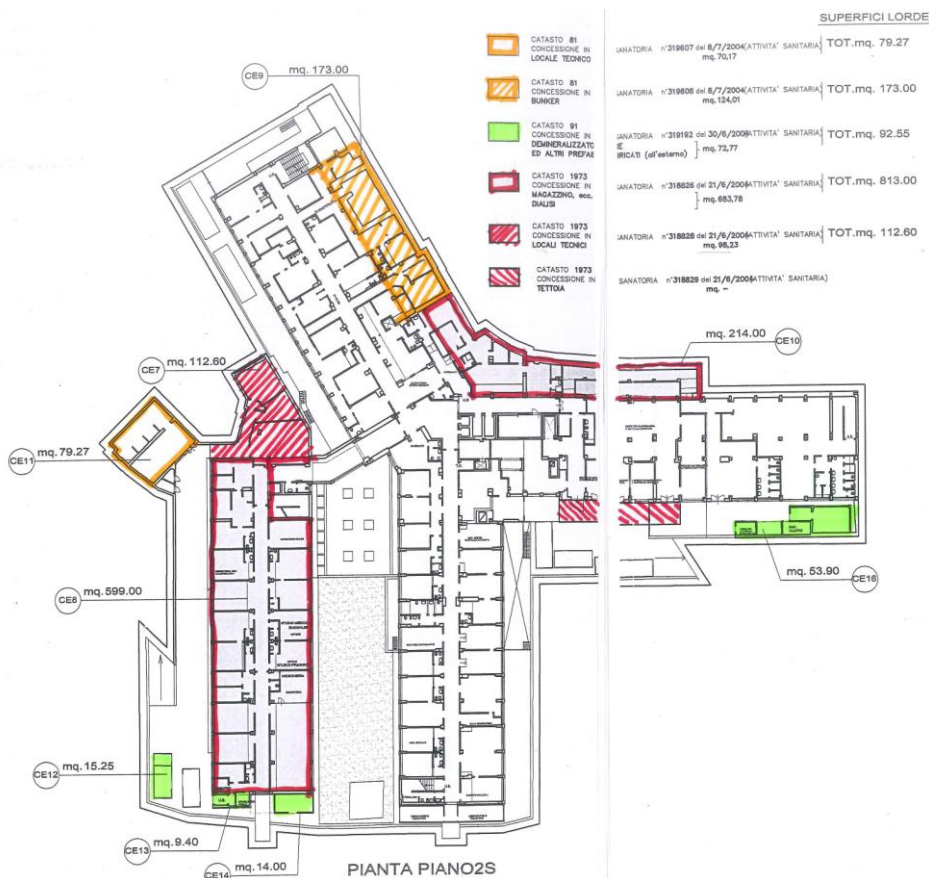 SUPERFICI LORDE
CATASTO 81
CONCESSIONE IN
LOCALE TECNICO
SANATORIA n°319607 del 8/7/2004(ATTIVITA' SANITARIA)
mq. 70,17
TOT.mq. 79.27
CATASTO 81
CONCESSIONE IN
BUNKER
SANATORIA n°319606 del 8/7/2004(ATTIVITA' SANITARIA)
mq. 124,01
TOT.mq. 173.00
CATASTO 91
CONCESSIONE IN
DEMINERALIZZATO
ED ALTRI PREFAB
SANATORIA n°319192 del 30/6/2004(ATTIVITA' SANITARIA)
E
RICATI (all'esterno)
mq. 72,77
TOT.mq. 92.55
CATASTO 1973
CONCESSIONE IN
MAGAZZINO, ecc.
DIALISI
SANATORIA n°318826 del 21/6/2004(ATTIVITA' SANITARIA)
mq. 683,78
TOT.mq. 813.00
CATASTO 1973
CONCESSIONE IN
LOCALI TECNICI
SANATORIA n°318828 del 21/6/2004(ATTIVITA' SANITARIA)
mq. 98,23
TOT.mq. 112.60
CATASTO 1973
CONCESSIONE IN
TETTOIA
SANATORIA n°318829 del 21/6/2004(ATTIVITA' SANITARIA)
mq. –
CE9 mq. 173.00
mq. 214.00 CE10
CE7 mq. 112.60
CE11 mq. 79.27
CE8 mq. 599.00
mq. 53.90 CE16
CE12 mq. 15.25
CE13 mq. 9.40
CE14 mq. 14.00
PIANTA PIANO2S